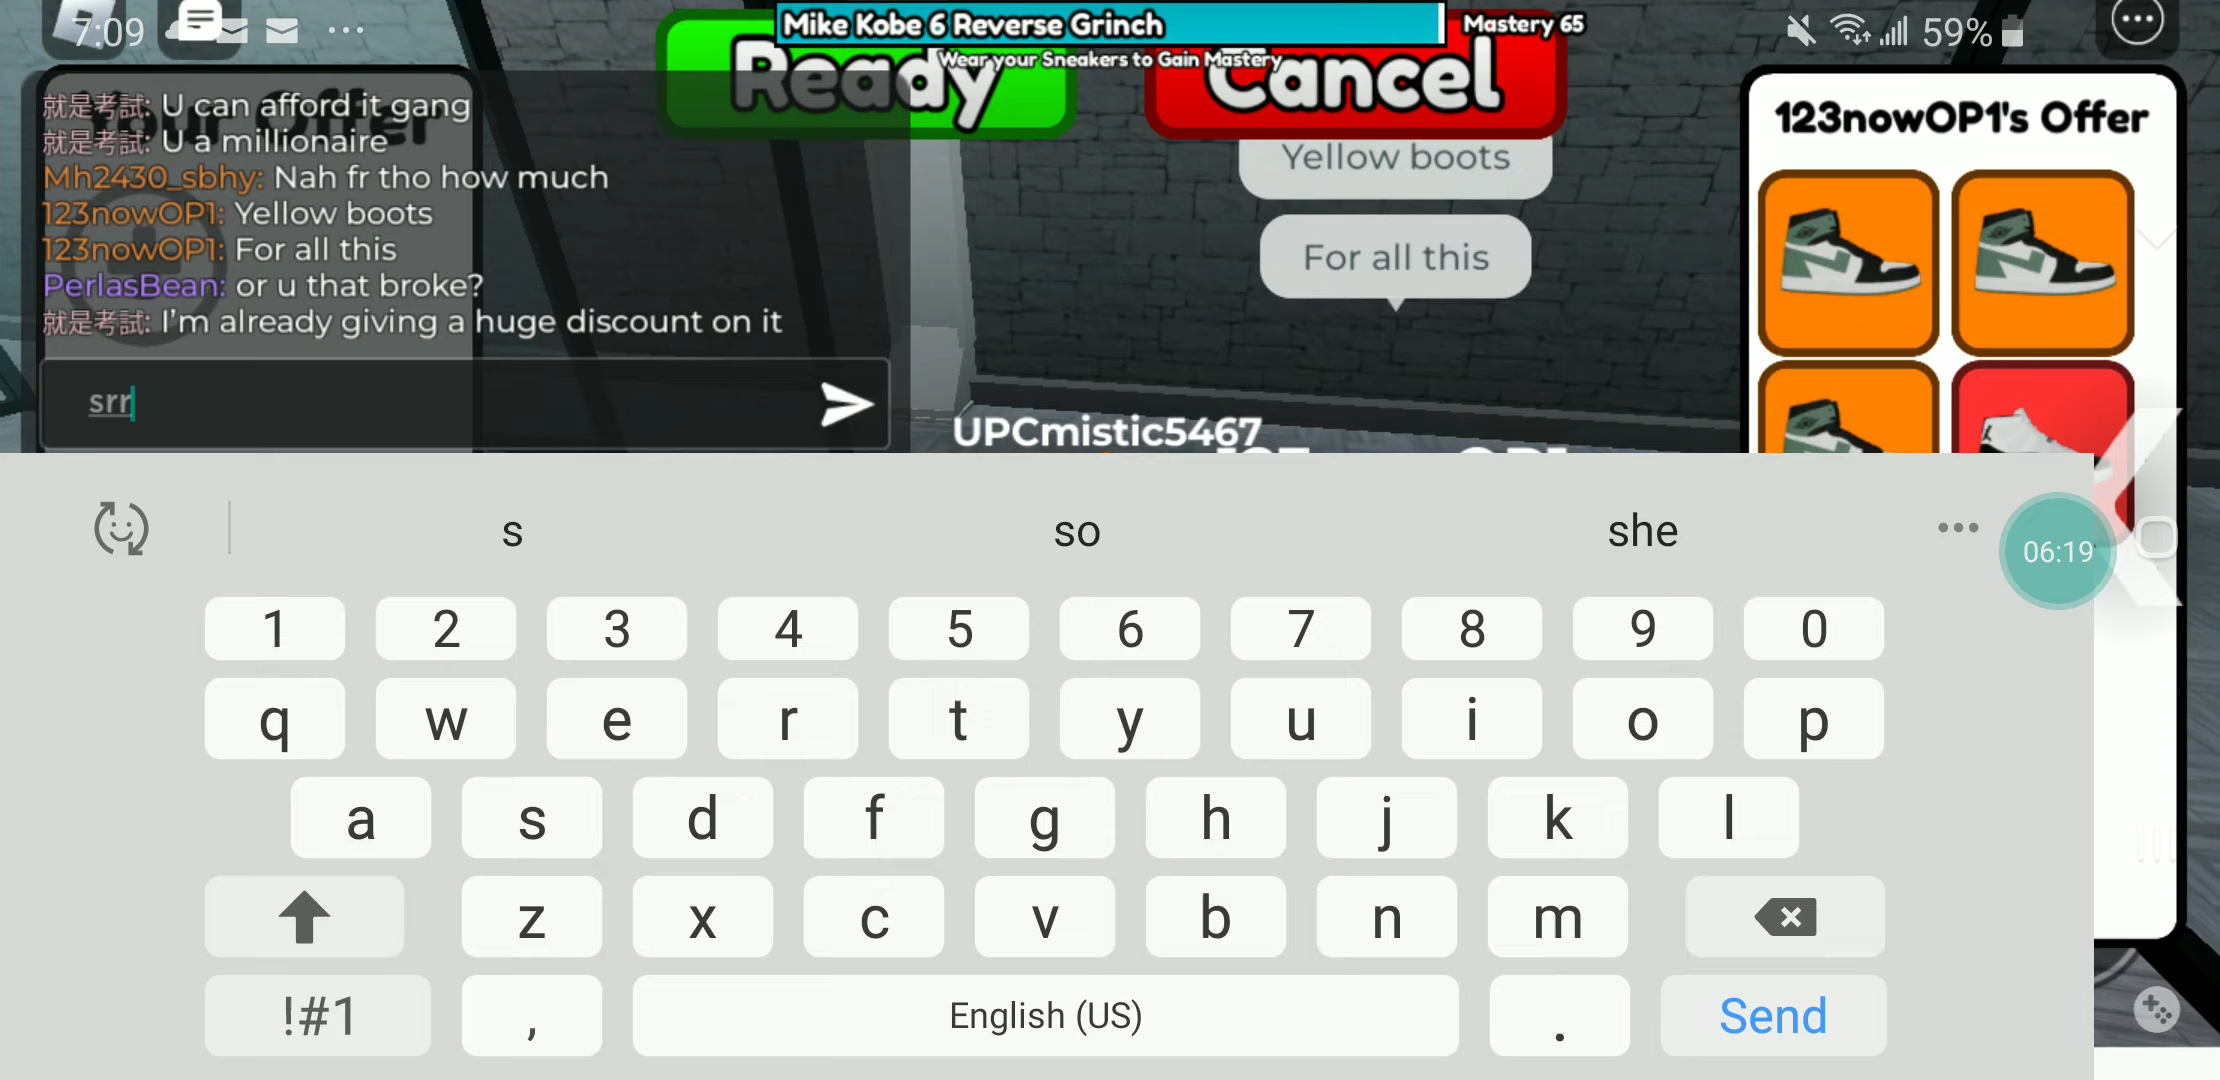 7:09
Mike Kobe 6 Reverse Grinch
Mastery 65
59%
Wear your Sneakers to Gain Mastery
Ready
Cancel
Your Offer
就是考試: U can afford it gang
就是考試: U a millionaire
Mh2430_sbhy: Nah fr tho how much
123nowOP1: Yellow boots
123nowOP1: For all this
PerlasBean: or u that broke?
就是考試: I'm already giving a huge discount on it
srr
Yellow boots
For all this
123nowOP1's Offer
UPCmistic5467
s so she
06:19
1 2 3 4 5 6 7 8 9 0
q w e r t y u i o p
a s d f g h j k l
z x c v b n m
!#1 , English (US) . Send